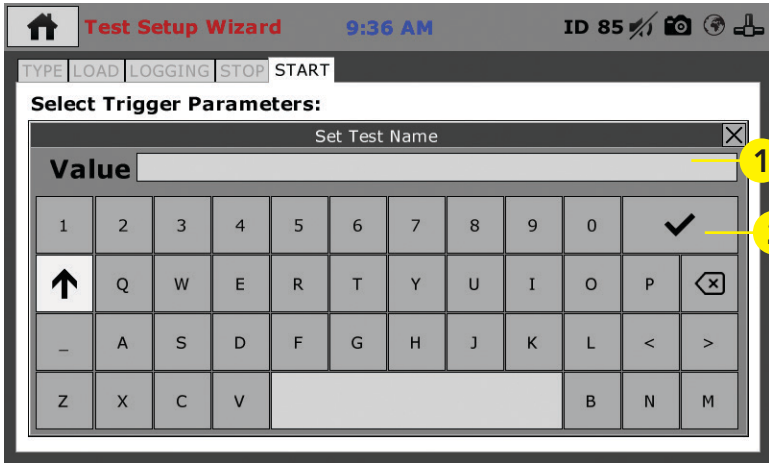 Test Setup Wizard 9:36 AM ID 85
TYPE LOAD LOGGING STOP START
Select Trigger Parameters:
Set Test Name
Value 1
1 2 3 4 5 6 7 8 9 0
Q W E R T Y U I O P
_ A S D F G H J K L < >
Z X C V B N M